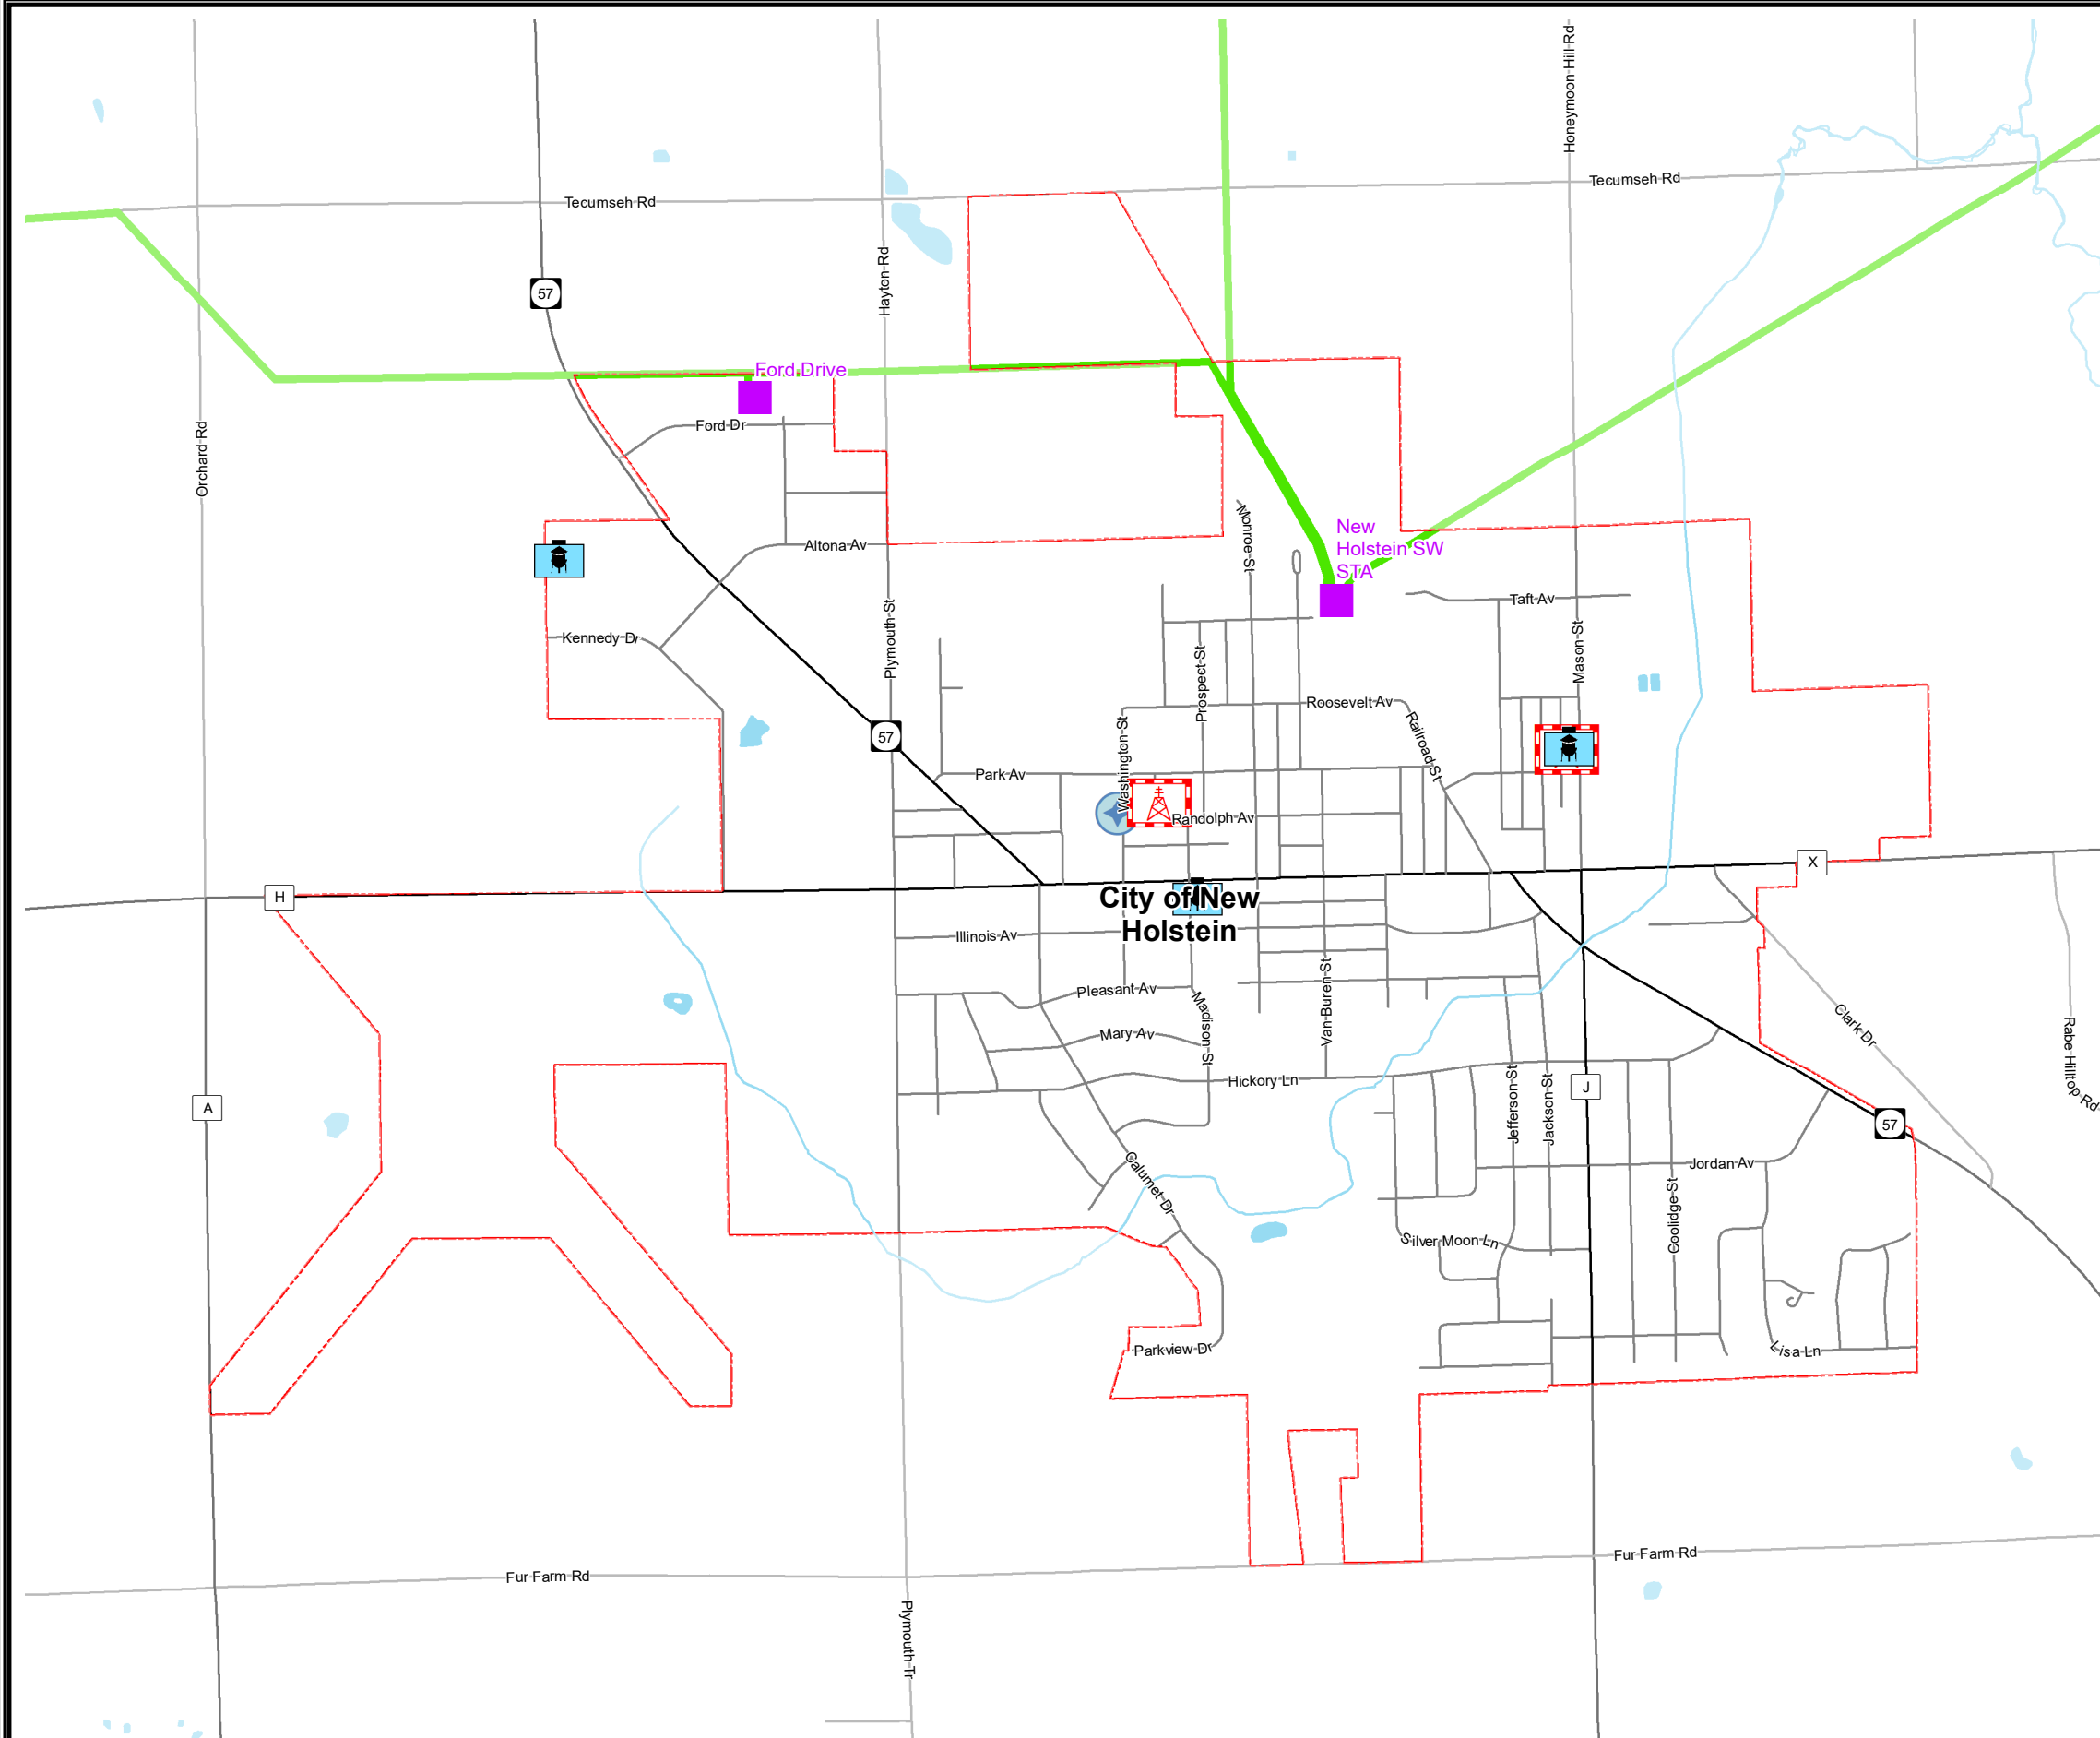 Honeymoon Hill Rd
Tecumseh Rd
Tecumseh Rd
Hayton Rd
57
Ford Drive
Orchard Rd
Ford Dr
New
Holstein SW
STA
Monroe St
Altona Av
Taft Av
Plymouth St
Kennedy Dr
Mason St
Prospect St
Roosevelt Av
Railroad St
Washington St
57
Park Av
Randolph Av
X
H
City of New
Holstein
Illinois Av
Pleasant Av
Madison St
Van Buren St
Mary Av
Clark Dr
Rabe Hilltop Rd
Hickory Ln
J
A
Jefferson St
Jackson St
57
Calumet Dr
Jordan Av
Coolidge St
Silver Moon Ln
Parkview Dr
Lisa Ln
Fur Farm Rd
Fur Farm Rd
Plymouth Tr